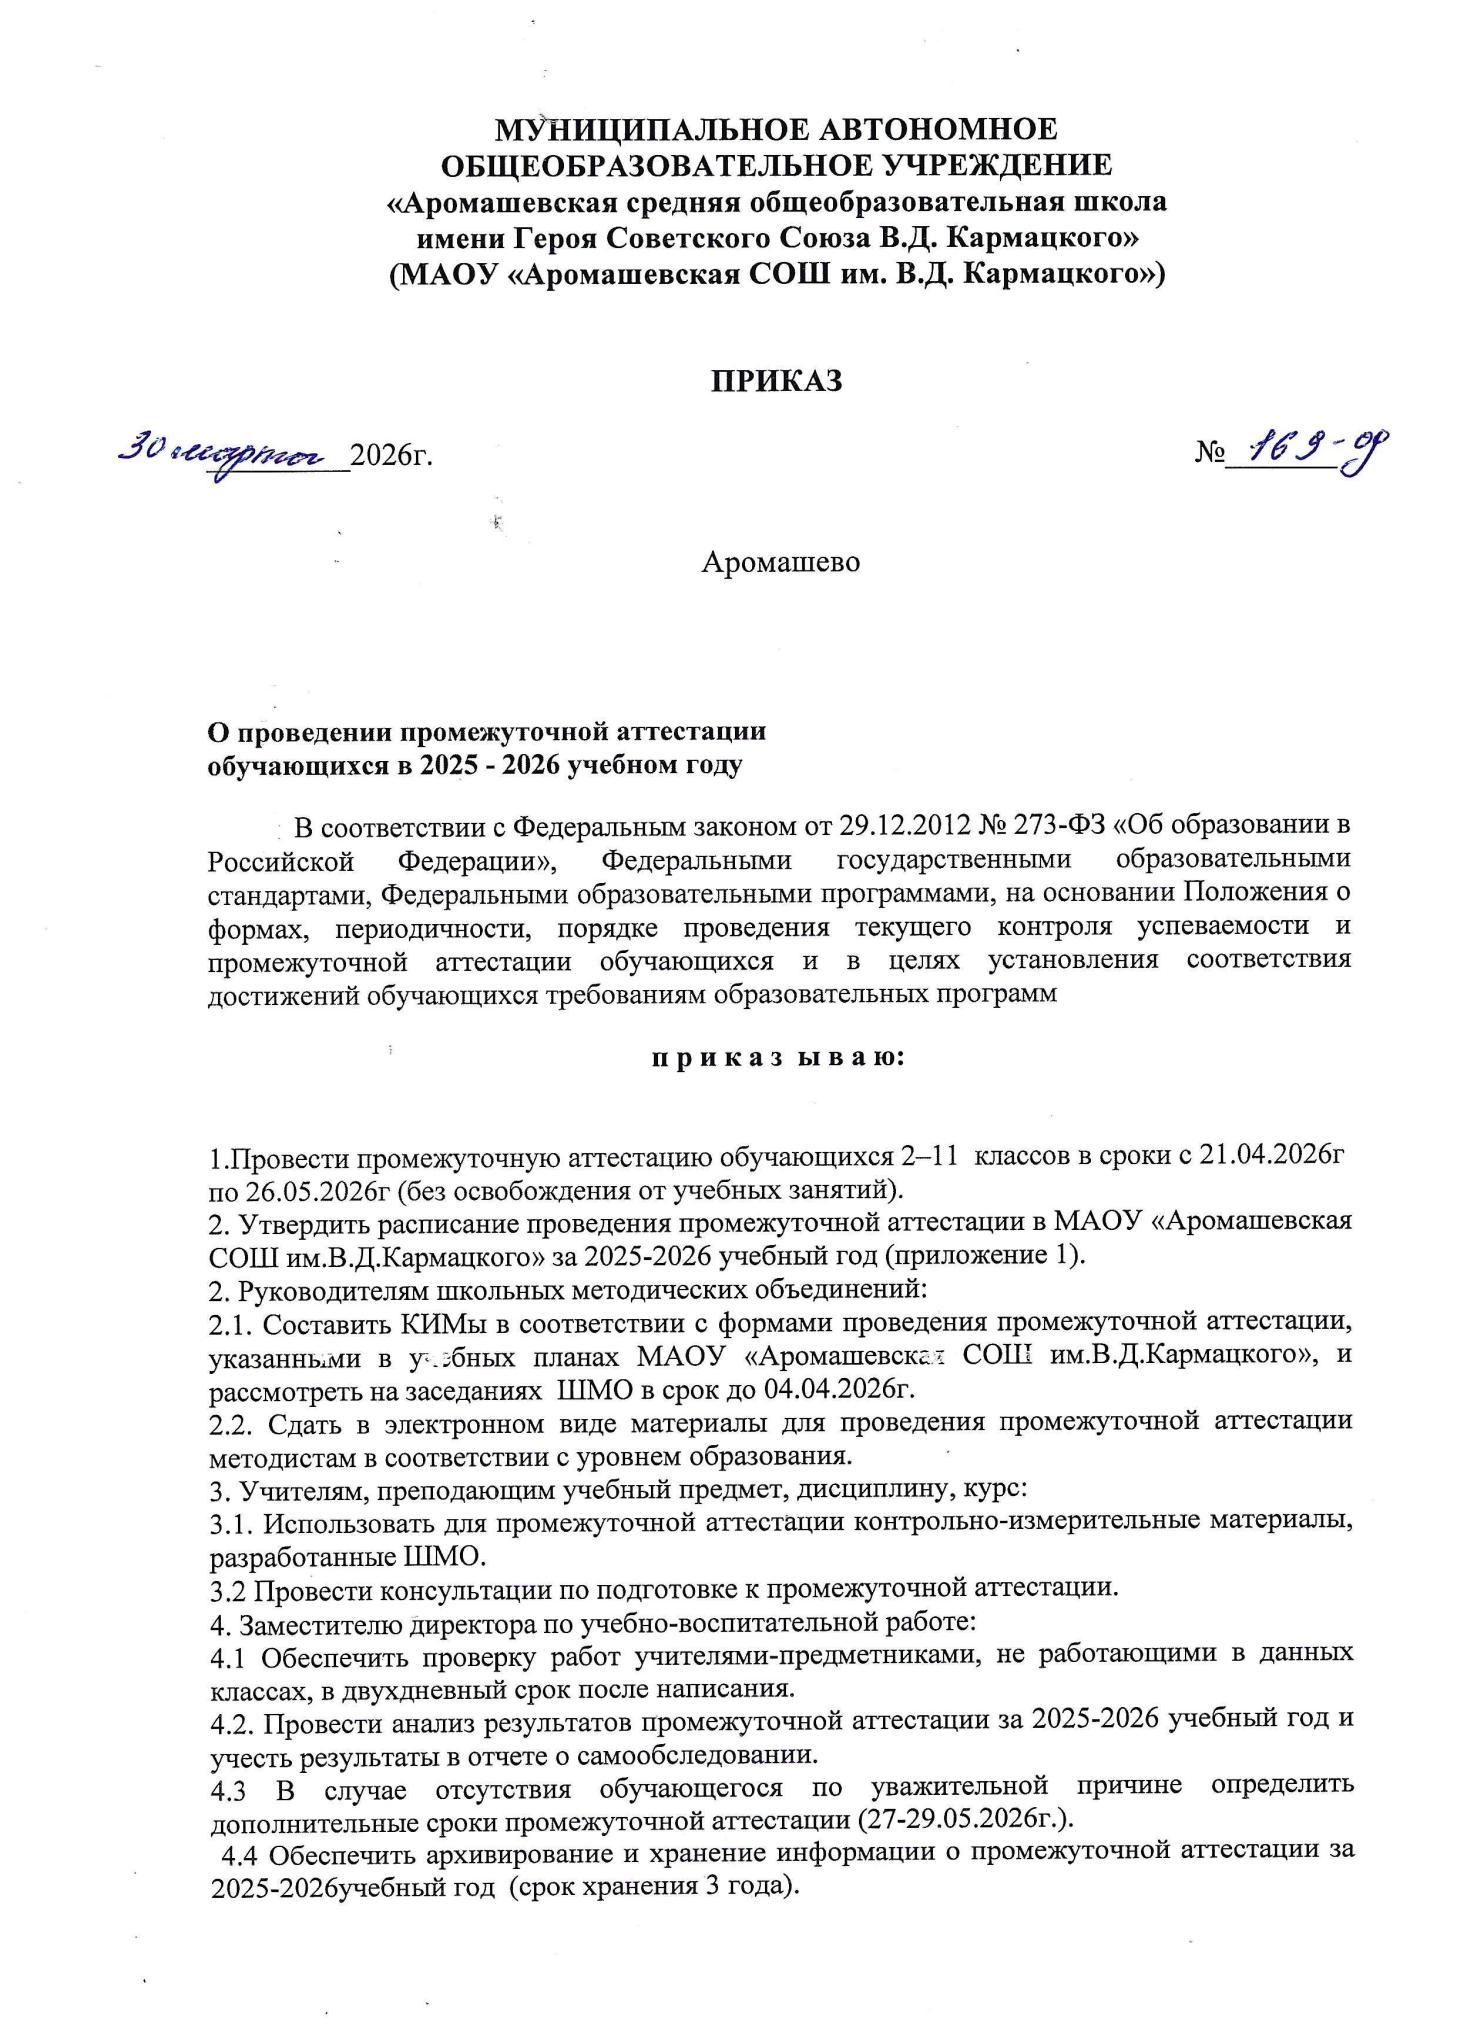 МУНИЦИПАЛЬНОЕ АВТОНОМНОЕ
ОБЩЕОБРАЗОВАТЕЛЬНОЕ УЧРЕЖДЕНИЕ
«Аромашевская средняя общеобразовательная школа
имени Героя Советского Союза В.Д. Кармацкого»
(МАОУ «Аромашевская СОШ им. В.Д. Кармацкого»)
ПРИКАЗ
30 марта 2026г. № 169-од
Аромашево
О проведении промежуточной аттестации
обучающихся в 2025 - 2026 учебном году
В соответствии с Федеральным законом от 29.12.2012 № 273-ФЗ «Об образовании в
Российской Федерации», Федеральными государственными образовательными
стандартами, Федеральными образовательными программами, на основании Положения о
формах, периодичности, порядке проведения текущего контроля успеваемости и
промежуточной аттестации обучающихся и в целях установления соответствия
достижений обучающихся требованиям образовательных программ
п р и к а з ы в а ю:
1.Провести промежуточную аттестацию обучающихся 2–11 классов в сроки с 21.04.2026г
по 26.05.2026г (без освобождения от учебных занятий).
2. Утвердить расписание проведения промежуточной аттестации в МАОУ «Аромашевская
СОШ им.В.Д.Кармацкого» за 2025-2026 учебный год (приложение 1).
2. Руководителям школьных методических объединений:
2.1. Составить КИМы в соответствии с формами проведения промежуточной аттестации,
указанными в учебных планах МАОУ «Аромашевская СОШ им.В.Д.Кармацкого», и
рассмотреть на заседаниях ШМО в срок до 04.04.2026г.
2.2. Сдать в электронном виде материалы для проведения промежуточной аттестации
методистам в соответствии с уровнем образования.
3. Учителям, преподающим учебный предмет, дисциплину, курс:
3.1. Использовать для промежуточной аттестации контрольно-измерительные материалы,
разработанные ШМО.
3.2 Провести консультации по подготовке к промежуточной аттестации.
4. Заместителю директора по учебно-воспитательной работе:
4.1 Обеспечить проверку работ учителями-предметниками, не работающими в данных
классах, в двухдневный срок после написания.
4.2. Провести анализ результатов промежуточной аттестации за 2025-2026 учебный год и
учесть результаты в отчете о самообследовании.
4.3 В случае отсутствия обучающегося по уважительной причине определить
дополнительные сроки промежуточной аттестации (27-29.05.2026г.).
4.4 Обеспечить архивирование и хранение информации о промежуточной аттестации за
2025-2026учебный год (срок хранения 3 года).